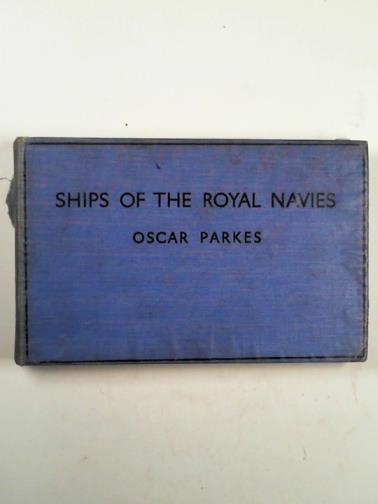 SHIPS OF THE ROYAL NAVIES
OSCAR PARKES